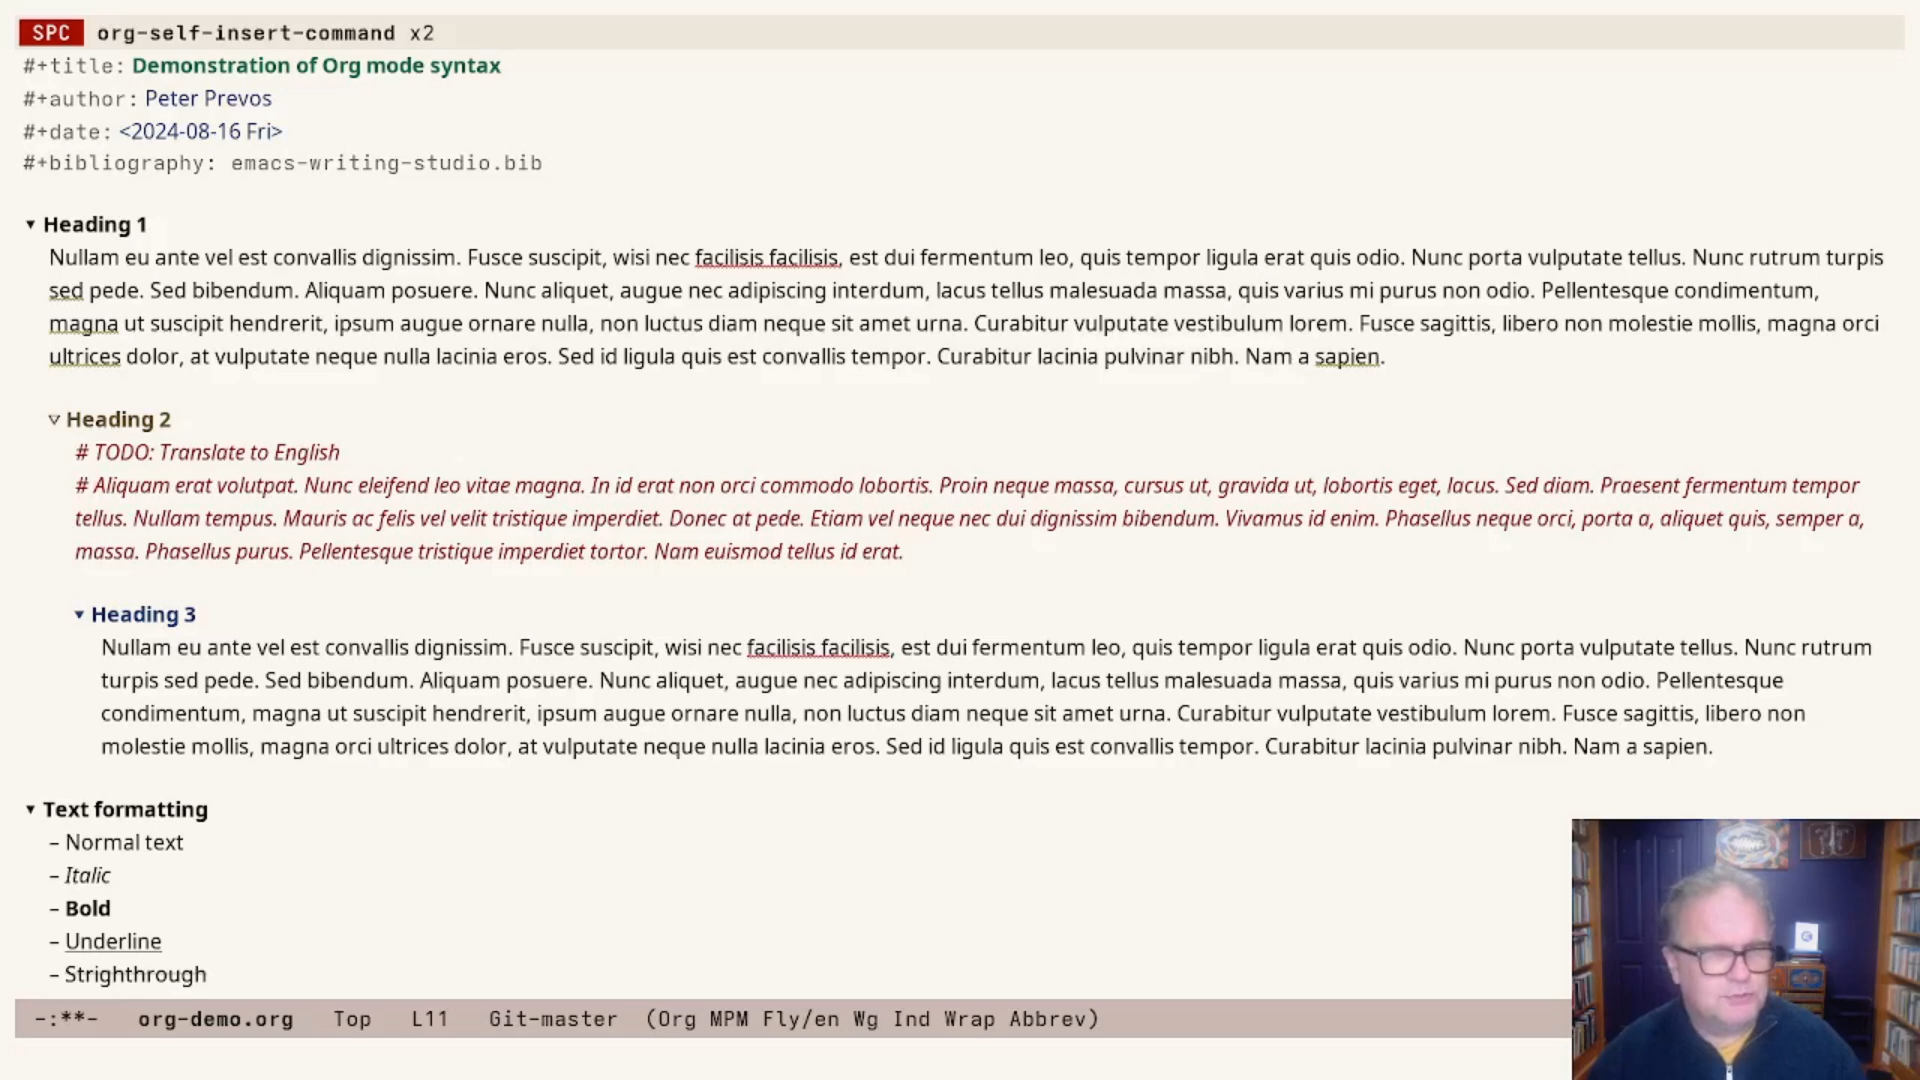 SPC org-self-insert-command x2
#+title: Demonstration of Org mode syntax
#+author: Peter Prevos
#+date: <2024-08-16 Fri>
#+bibliography: emacs-writing-studio.bib
▼ Heading 1
Nullam eu ante vel est convallis dignissim. Fusce suscipit, wisi nec facilisis facilisis, est dui fermentum leo, quis tempor ligula erat quis odio. Nunc porta vulputate tellus. Nunc rutrum turpis
sed pede. Sed bibendum. Aliquam posuere. Nunc aliquet, augue nec adipiscing interdum, lacus tellus malesuada massa, quis varius mi purus non odio. Pellentesque condimentum,
magna ut suscipit hendrerit, ipsum augue ornare nulla, non luctus diam neque sit amet urna. Curabitur vulputate vestibulum lorem. Fusce sagittis, libero non molestie mollis, magna orci
ultrices dolor, at vulputate neque nulla lacinia eros. Sed id ligula quis est convallis tempor. Curabitur lacinia pulvinar nibh. Nam a sapien.
▽ Heading 2
# TODO: Translate to English
# Aliquam erat volutpat. Nunc eleifend leo vitae magna. In id erat non orci commodo lobortis. Proin neque massa, cursus ut, gravida ut, lobortis eget, lacus. Sed diam. Praesent fermentum tempor
tellus. Nullam tempus. Mauris ac felis vel velit tristique imperdiet. Donec at pede. Etiam vel neque nec dui dignissim bibendum. Vivamus id enim. Phasellus neque orci, porta a, aliquet quis, semper a,
massa. Phasellus purus. Pellentesque tristique imperdiet tortor. Nam euismod tellus id erat.
▼ Heading 3
Nullam eu ante vel est convallis dignissim. Fusce suscipit, wisi nec facilisis facilisis, est dui fermentum leo, quis tempor ligula erat quis odio. Nunc porta vulputate tellus. Nunc rutrum
turpis sed pede. Sed bibendum. Aliquam posuere. Nunc aliquet, augue nec adipiscing interdum, lacus tellus malesuada massa, quis varius mi purus non odio. Pellentesque
condimentum, magna ut suscipit hendrerit, ipsum augue ornare nulla, non luctus diam neque sit amet urna. Curabitur vulputate vestibulum lorem. Fusce sagittis, libero non
molestie mollis, magna orci ultrices dolor, at vulputate neque nulla lacinia eros. Sed id ligula quis est convallis tempor. Curabitur lacinia pulvinar nibh. Nam a sapien.
▼ Text formatting
– Normal text
– Italic
– Bold
– Underline
– Strighthrough
-:**- org-demo.org Top L11 Git-master (Org MPM Fly/en Wg Ind Wrap Abbrev)